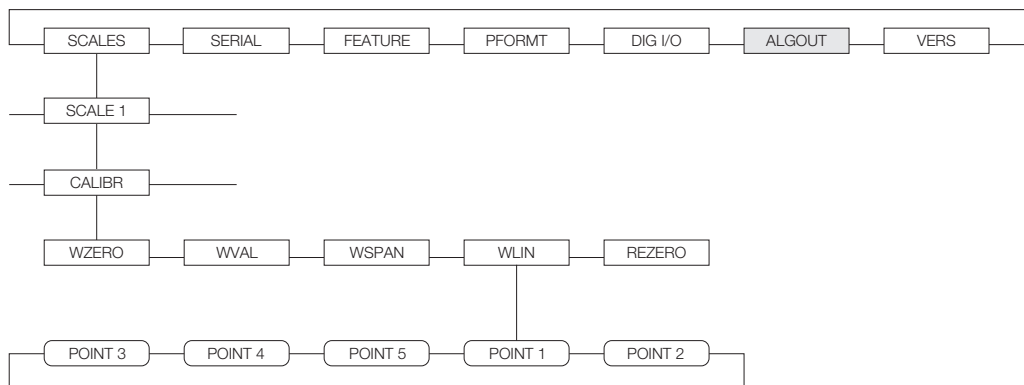 SCALES SERIAL FEATURE PFORMT DIG I/O ALGOUT VERS
SCALE 1
CALIBR
WZERO WVAL WSPAN WLIN REZERO
POINT 3 POINT 4 POINT 5 POINT 1 POINT 2